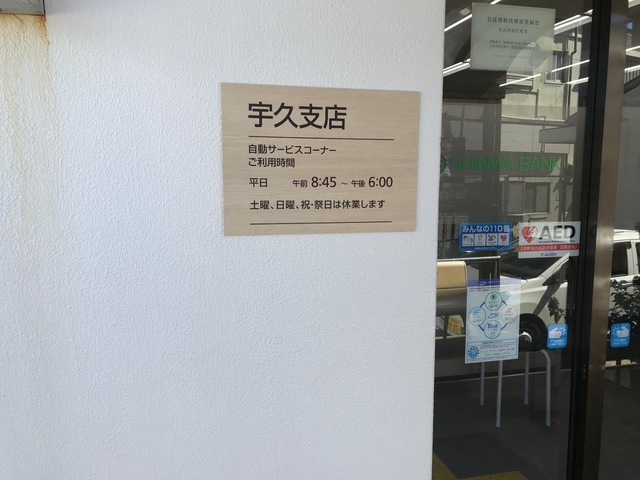 宇久支店
自動サービスコーナー
ご利用時間
平日 午前 8:45 ～ 午後 6:00
土曜、日曜、祝・祭日は休業します
SHINWA BANK
みんなの110番
AED